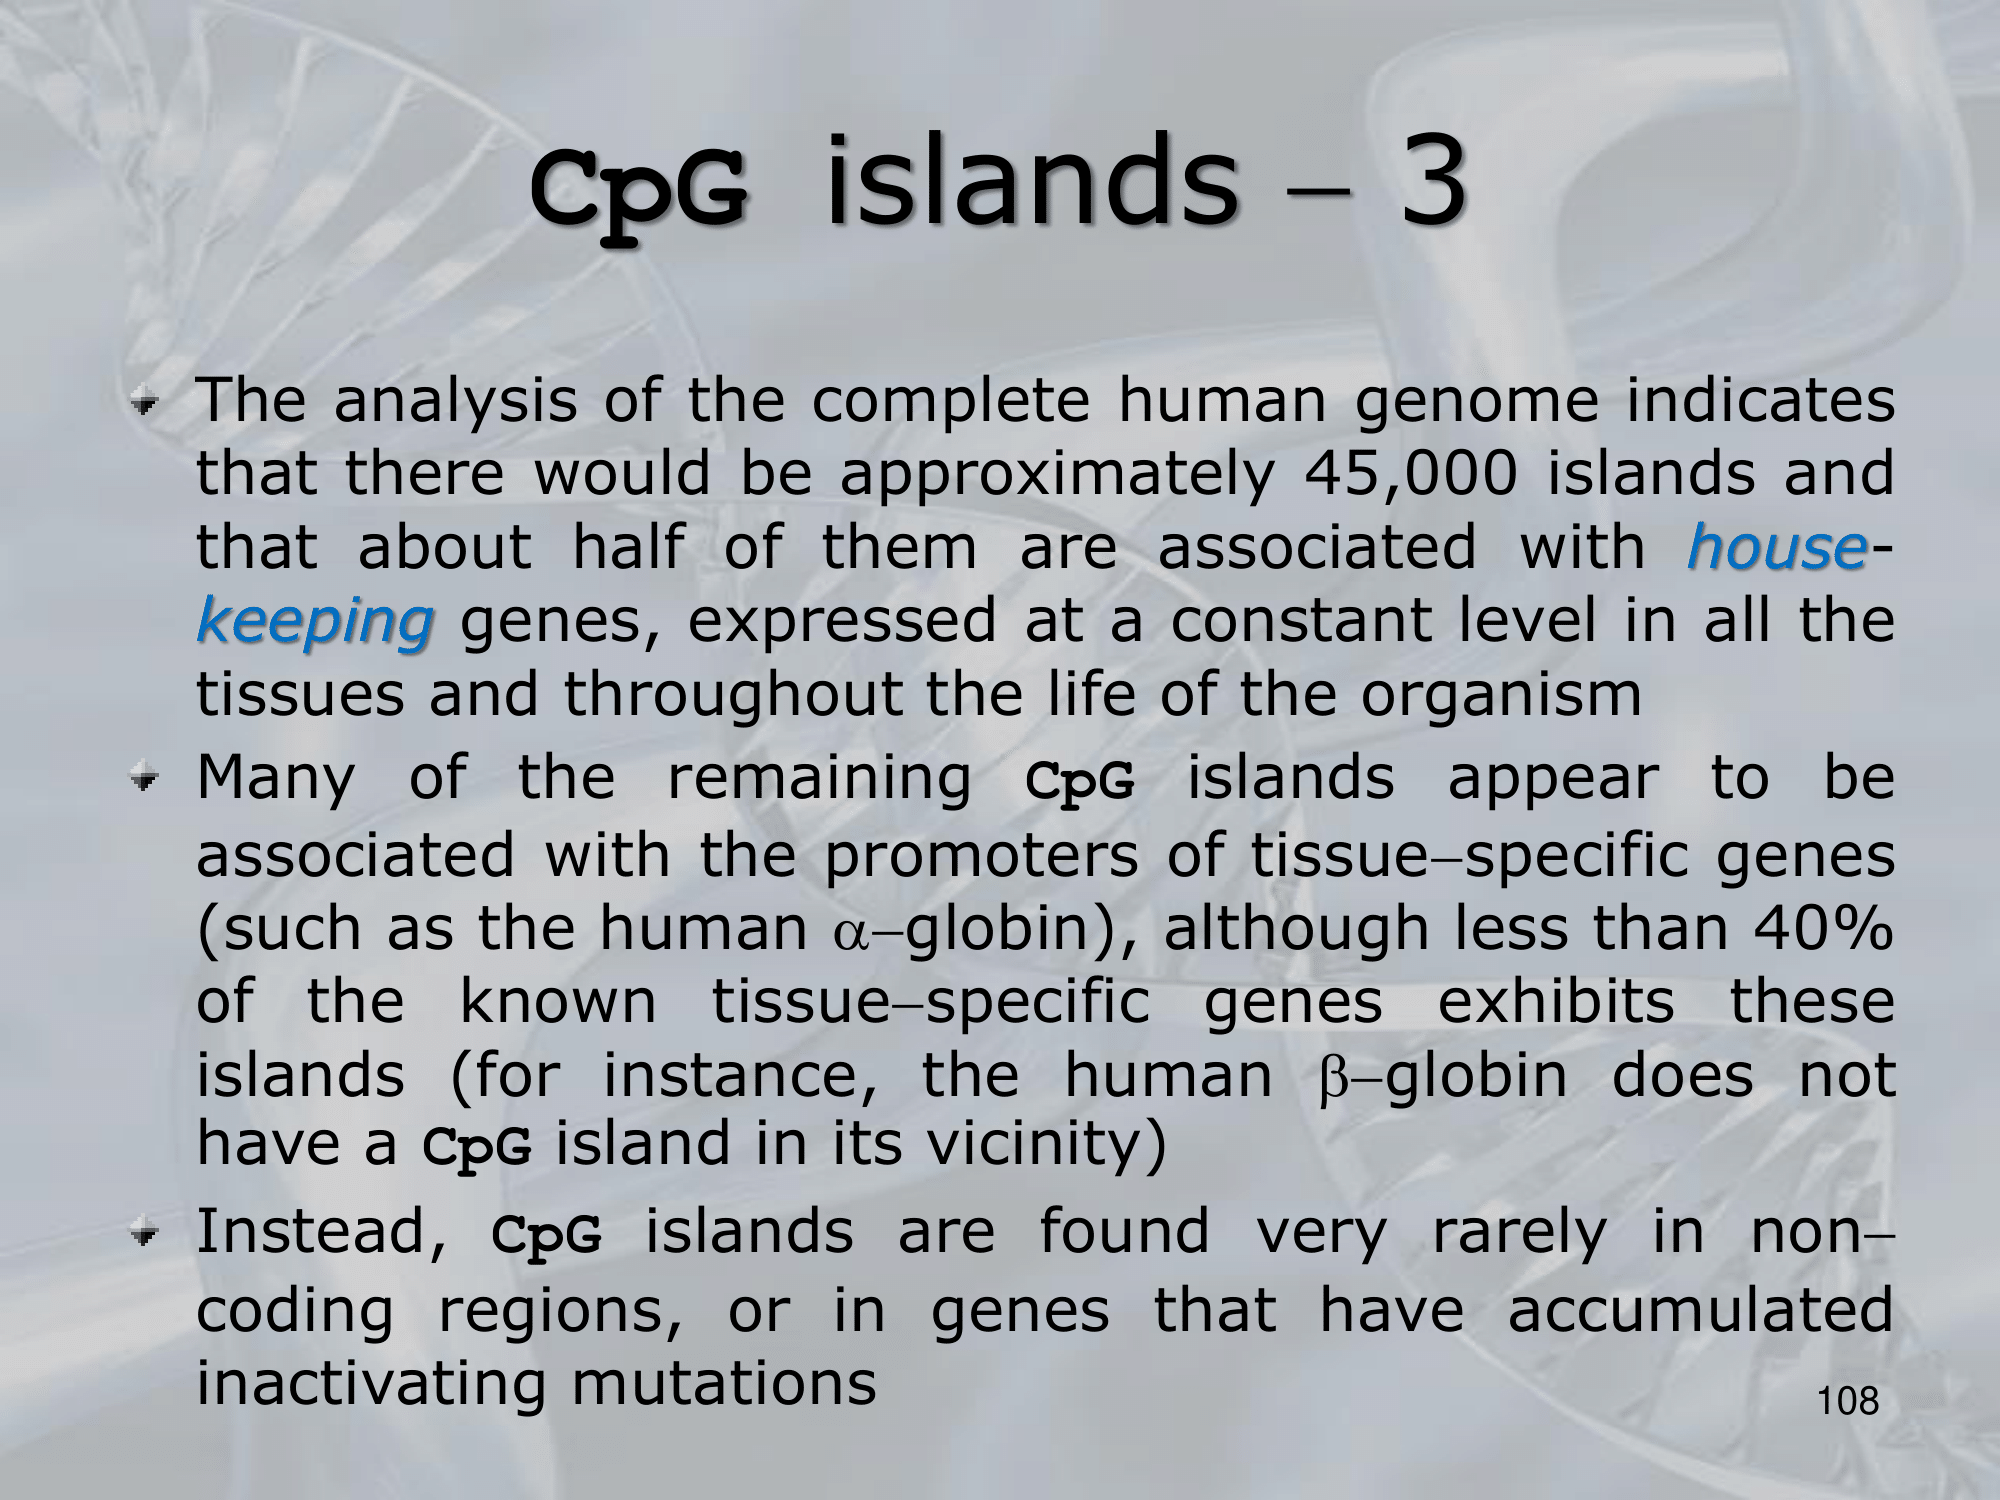 CpG islands – 3
The analysis of the complete human genome indicates
that there would be approximately 45,000 islands and
that about half of them are associated with house-
keeping genes, expressed at a constant level in all the
tissues and throughout the life of the organism
Many of the remaining CpG islands appear to be
associated with the promoters of tissue–specific genes
(such as the human α–globin), although less than 40%
of the known tissue–specific genes exhibits these
islands (for instance, the human β–globin does not
have a CpG island in its vicinity)
Instead, CpG islands are found very rarely in non–
coding regions, or in genes that have accumulated
inactivating mutations
108